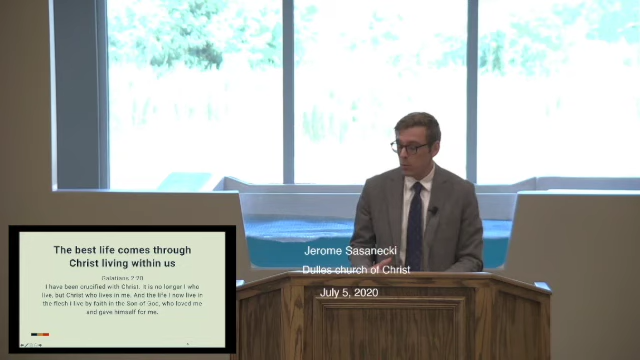 The best life comes through
Christ living within us
Galatians 2:20
I have been crucified with Christ. It is no longer I who
live, but Christ who lives in me. And the life I now live in
the flesh I live by faith in the Son of God, who loved me
and gave himself for me.
Jerome Sasanecki
Dulles church of Christ
July 5, 2020